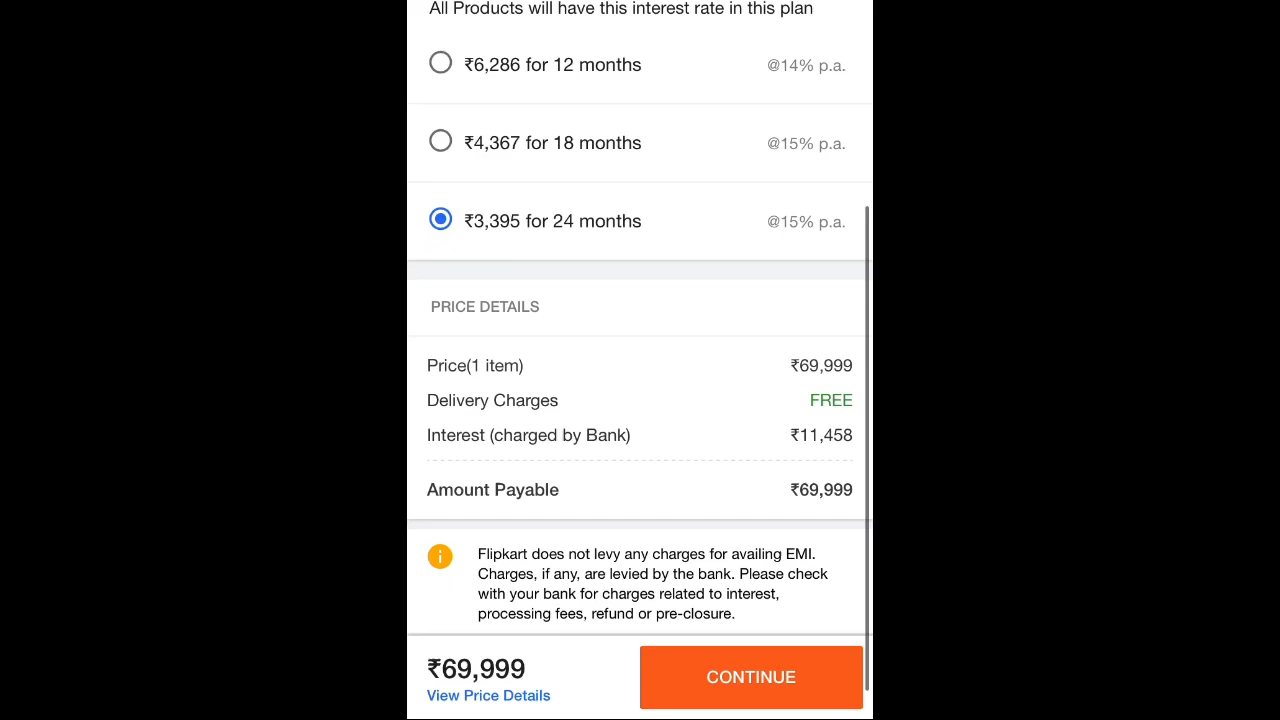 All Products will have this interest rate in this plan
₹6,286 for 12 months @14% p.a.
₹4,367 for 18 months @15% p.a.
₹3,395 for 24 months @15% p.a.
PRICE DETAILS
Price(1 item) ₹69,999
Delivery Charges FREE
Interest (charged by Bank) ₹11,458
Amount Payable ₹69,999
Flipkart does not levy any charges for availing EMI.
Charges, if any, are levied by the bank. Please check
with your bank for charges related to interest,
processing fees, refund or pre-closure.
₹69,999
View Price Details
CONTINUE